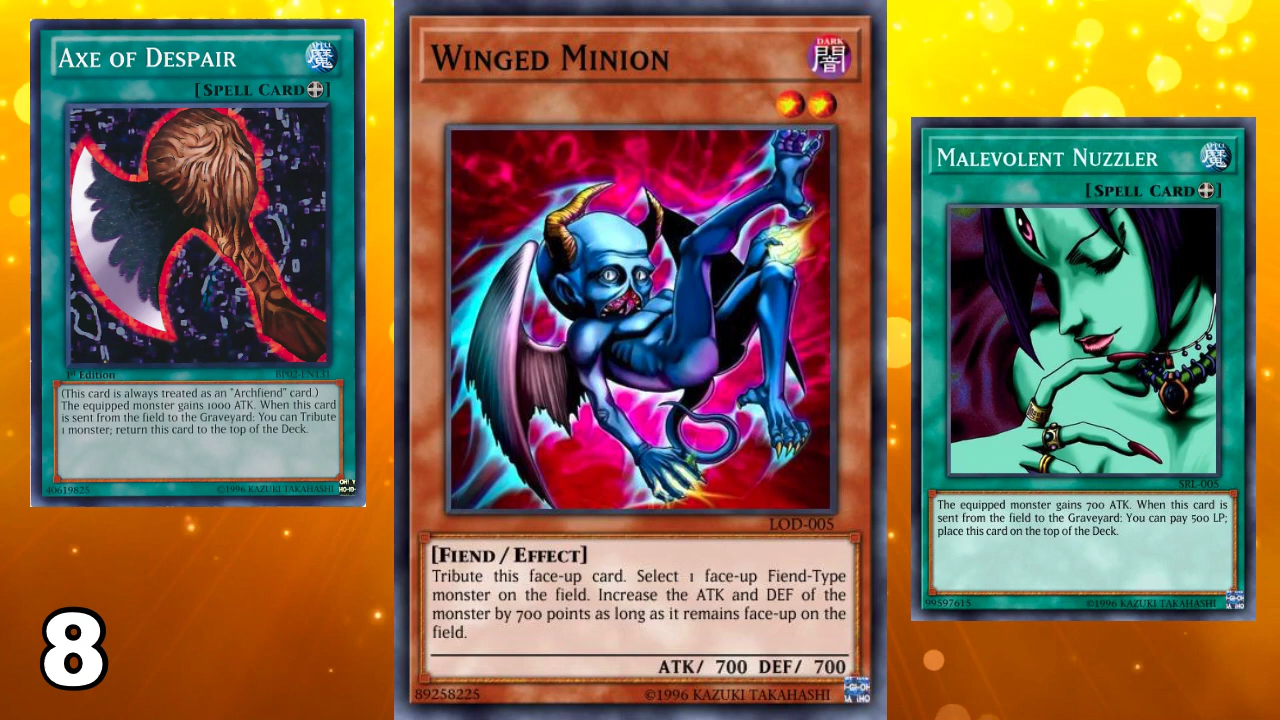 AXE OF DESPAIR
魔
[SPELL CARD]
1st Edition
BP02-EN131
(This card is always treated as an "Archfiend" card.)
The equipped monster gains 1000 ATK. When this card
is sent from the field to the Graveyard: You can Tribute
1 monster; return this card to the top of the Deck.
40619825
©1996 KAZUKI TAKAHASHI
WINGED MINION
DARK
闇
LOD-005
[FIEND / EFFECT]
Tribute this face-up card. Select 1 face-up Fiend-Type
monster on the field. Increase the ATK and DEF of the
monster by 700 points as long as it remains face-up on the
field.
ATK/ 700 DEF/ 700
89258225
©1996 KAZUKI TAKAHASHI
MALEVOLENT NUZZLER
魔
[SPELL CARD]
SRL-005
The equipped monster gains 700 ATK. When this card is
sent from the field to the Graveyard: You can pay 500 LP;
place this card on the top of the Deck.
99597615
©1996 KAZUKI TAKAHASHI
8